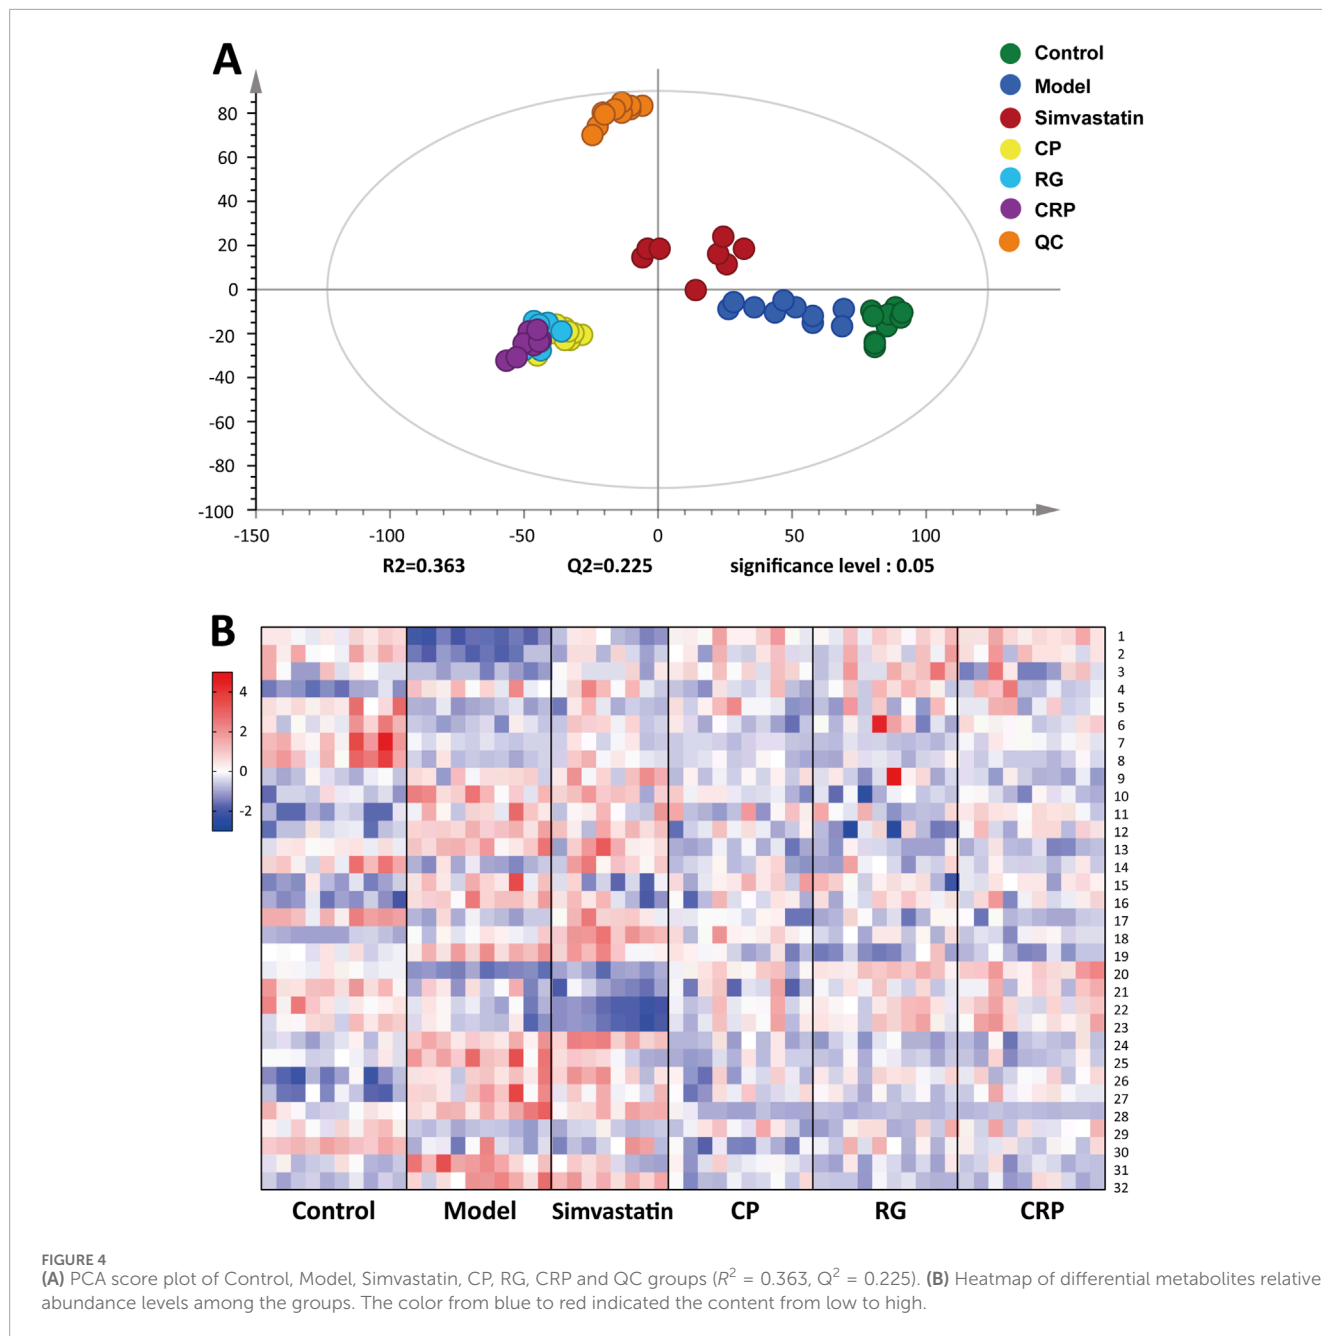 A
Control
Model
Simvastatin
CP
RG
CRP
QC
80
60
40
20
0
-20
-40
-60
-80
-100
-150
-100
-50
0
50
100
R2=0.363
Q2=0.225
significance level : 0.05
B
4
2
0
-2
1
2
3
4
5
6
7
8
9
10
11
12
13
14
15
16
17
18
19
20
21
22
23
24
25
26
27
28
29
30
31
32
Control
Model
Simvastatin
CP
RG
CRP
FIGURE 4
(A) PCA score plot of Control, Model, Simvastatin, CP, RG, CRP and QC groups (R² = 0.363, Q² = 0.225). (B) Heatmap of differential metabolites relative
abundance levels among the groups. The color from blue to red indicated the content from low to high.